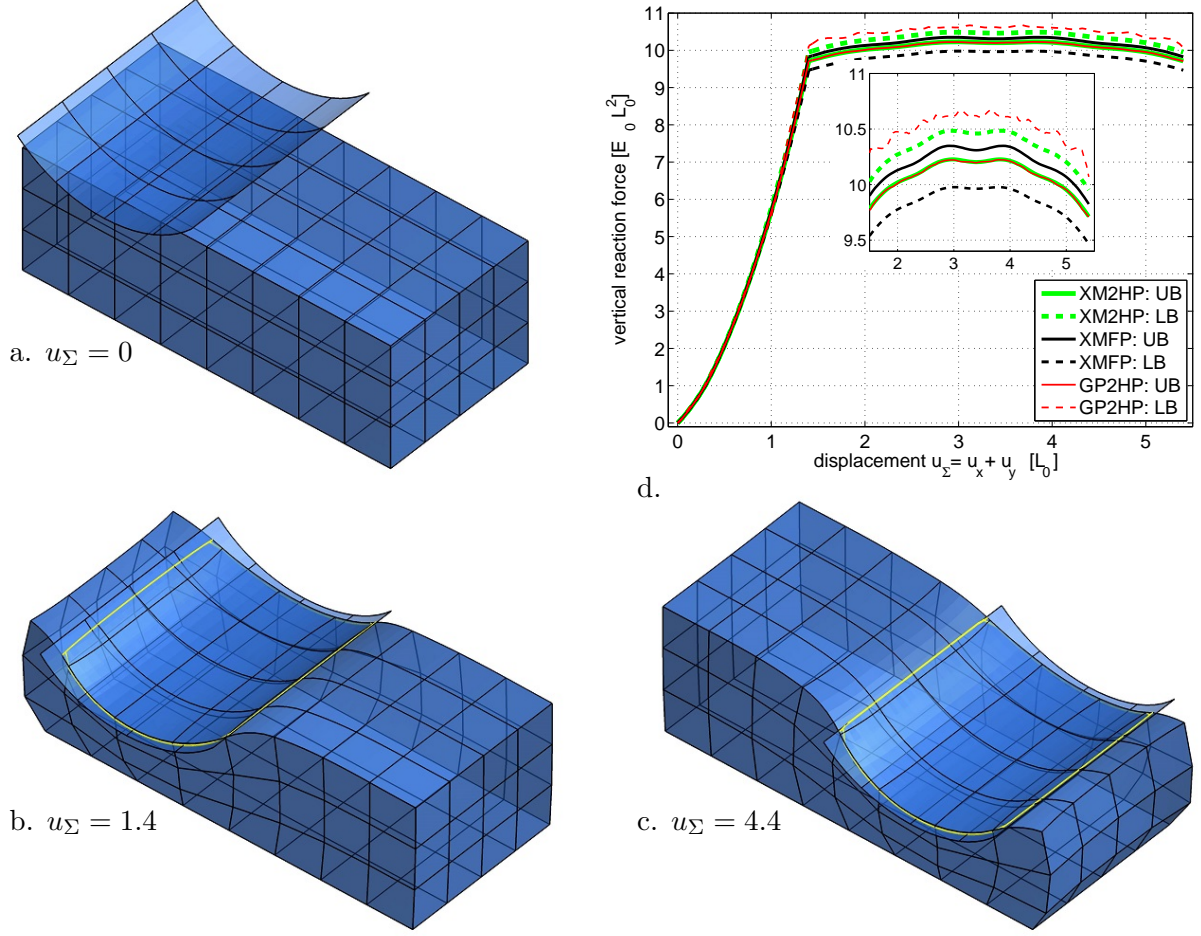 a. u_Σ = 0
11
10
9
8
7
6
5
4
3
2
1
0
vertical reaction force [E_0 L_0^2]
11
10.5
10
9.5
2
3
4
5
XM2HP: UB
XM2HP: LB
XMFP: UB
XMFP: LB
GP2HP: UB
GP2HP: LB
0
1
2
3
4
5
displacement u_Σ= u_x + u_y [L_0]
d.
b. u_Σ = 1.4
c. u_Σ = 4.4